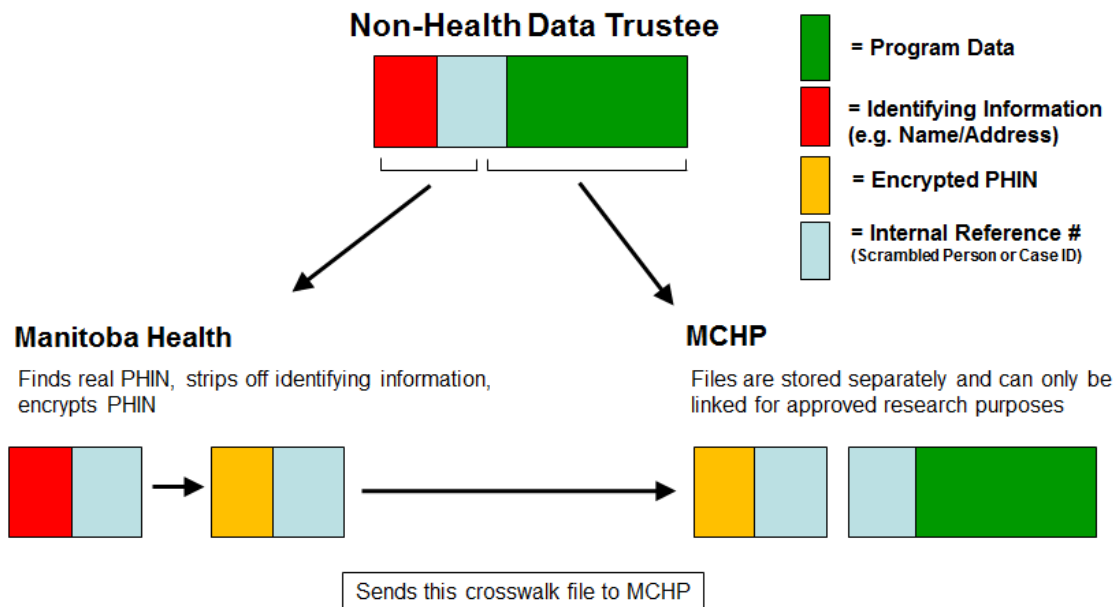 Non-Health Data Trustee
= Program Data
= Identifying Information
(e.g. Name/Address)
= Encrypted PHIN
= Internal Reference #
(Scrambled Person or Case ID)
Manitoba Health
Finds real PHIN, strips off identifying information,
encrypts PHIN
MCHP
Files are stored separately and can only be
linked for approved research purposes
Sends this crosswalk file to MCHP